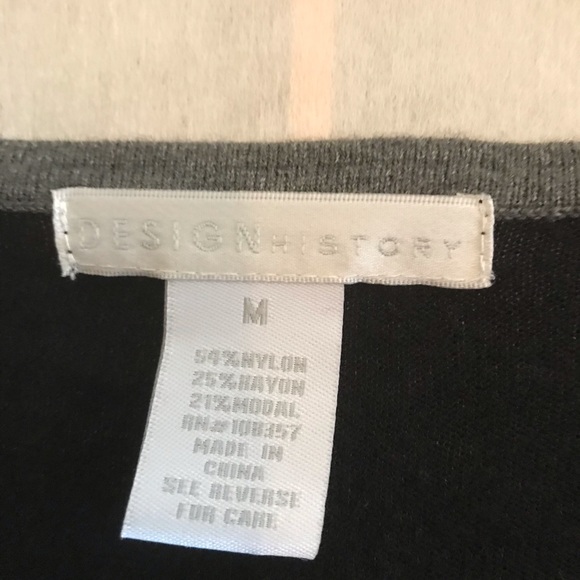 DESIGNHISTORY
M
54%NYLON
25%RAYON
21%MODAL
RN#108357
MADE IN
CHINA
SEE REVERSE
FOR CARE